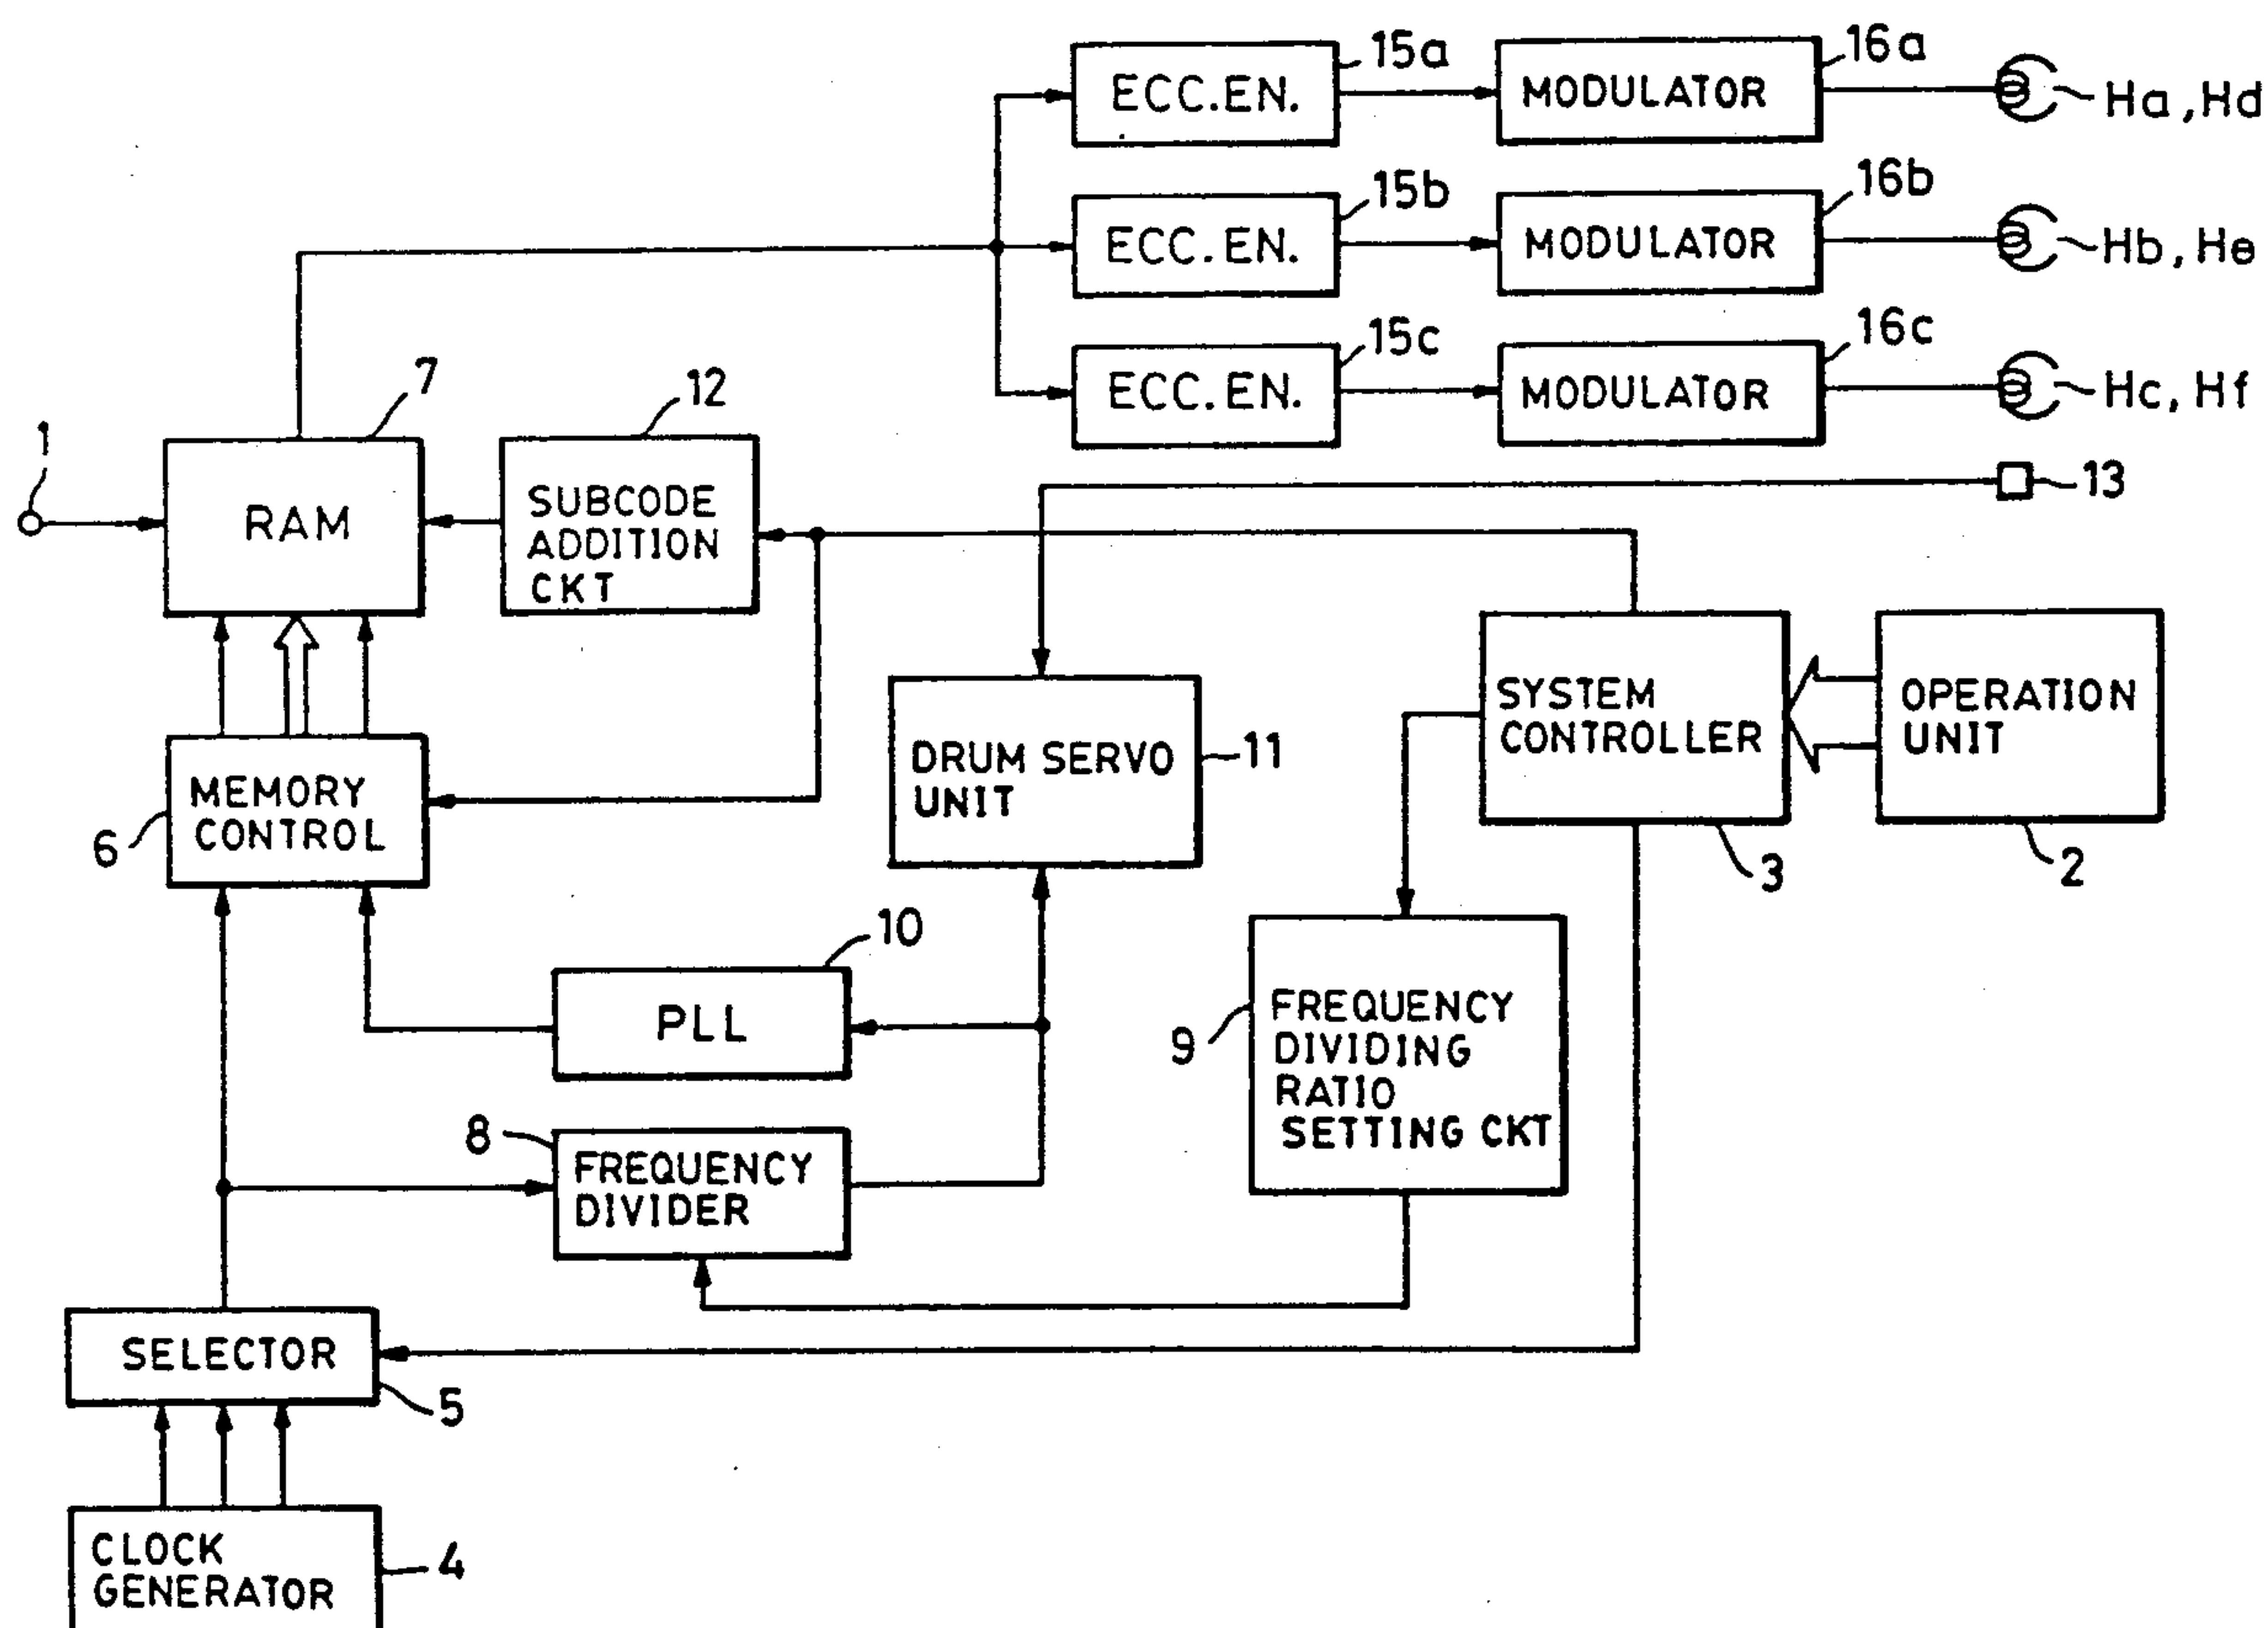 15a
ECC.EN.
16a
MODULATOR
Ha, Hd
15b
ECC.EN.
16b
MODULATOR
Hb, He
15c
ECC.EN.
16c
MODULATOR
Hc, Hf
1
7
RAM
12
SUBCODE
ADDITION
CKT
13
MEMORY
CONTROL
6
DRUM SERVO
UNIT
11
SYSTEM
CONTROLLER
3
OPERATION
UNIT
2
10
PLL
9
FREQUENCY
DIVIDING
RATIO
SETTING CKT
8
FREQUENCY
DIVIDER
SELECTOR
5
CLOCK
GENERATOR
4